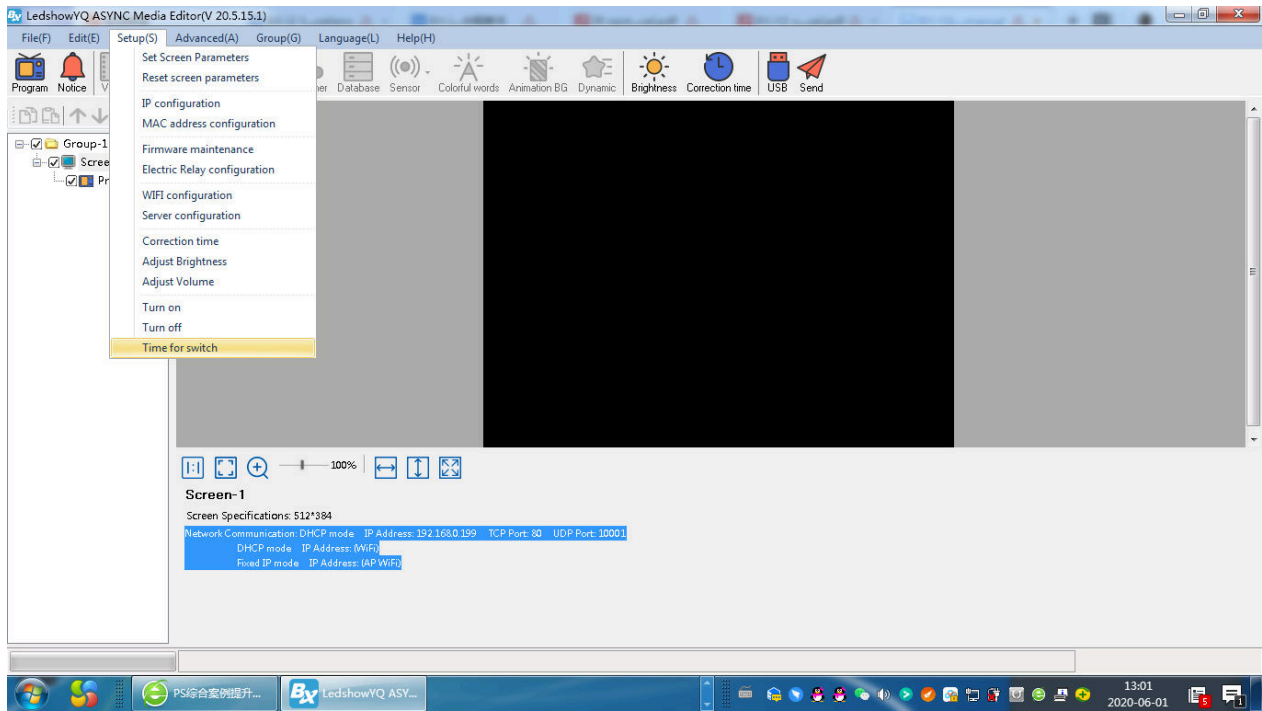 LedshowYQ ASYNC Media Editor(V 20.5.15.1)
File(F) Edit(E) Setup(S) Advanced(A) Group(G) Language(L) Help(H)
Program Notice V Database Sensor Colorful words Animation BG Dynamic Brightness Correction time USB Send
Set Screen Parameters
Reset screen parameters
IP configuration
MAC address configuration
Firmware maintenance
Electric Relay configuration
WIFI configuration
Server configuration
Correction time
Adjust Brightness
Adjust Volume
Turn on
Turn off
Time for switch
Group-1
Scree
Pr
1:1 100%
Screen-1
Screen Specifications: 512*384
Network Communication: DHCP mode IP Address: 192.168.0.199 TCP Port: 80 UDP Port: 10001
DHCP mode IP Address: (WiFi)
Fixed IP mode IP Address: (AP WiFi)
PS综合案例提升... LedshowYQ ASY...
13:01
2020-06-01